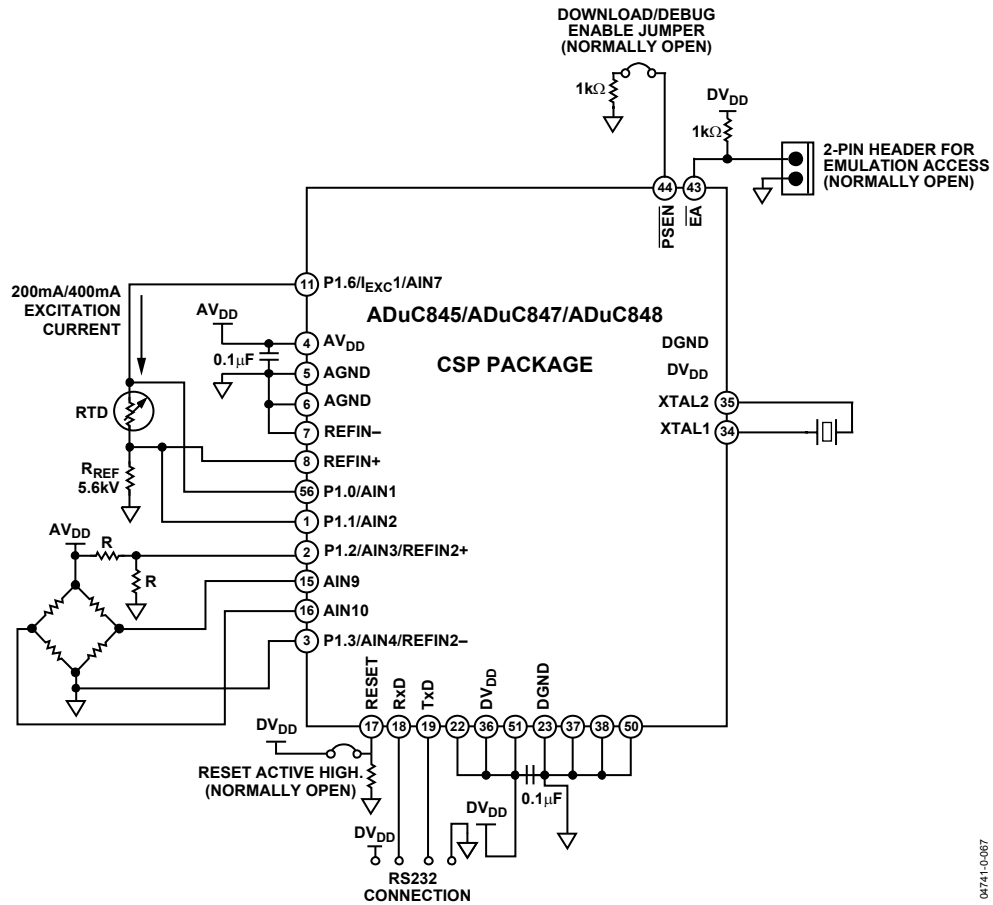 DOWNLOAD/DEBUG
ENABLE JUMPER
(NORMALLY OPEN)
1kΩ
DVDD
1kΩ
2-PIN HEADER FOR
EMULATION ACCESS
(NORMALLY OPEN)
44
43
PSEN
EA
11 P1.6/IEXC1/AIN7
200mA/400mA
EXCITATION
CURRENT
AVDD
ADuC845/ADuC847/ADuC848
4 AVDD
DGND
0.1μF
CSP PACKAGE
5 AGND
DVDD
6 AGND
XTAL2 35
RTD
7 REFIN–
XTAL1 34
8 REFIN+
RREF
5.6kV
56 P1.0/AIN1
1 P1.1/AIN2
AVDD
R
2 P1.2/AIN3/REFIN2+
R
15 AIN9
16 AIN10
3 P1.3/AIN4/REFIN2–
RESET
RxD
TxD
DVDD
DGND
17 18 19 22 36 51 23 37 38 50
DVDD
RESET ACTIVE HIGH.
(NORMALLY OPEN)
0.1μF
DVDD
DVDD
RS232
CONNECTION
04741-0-067